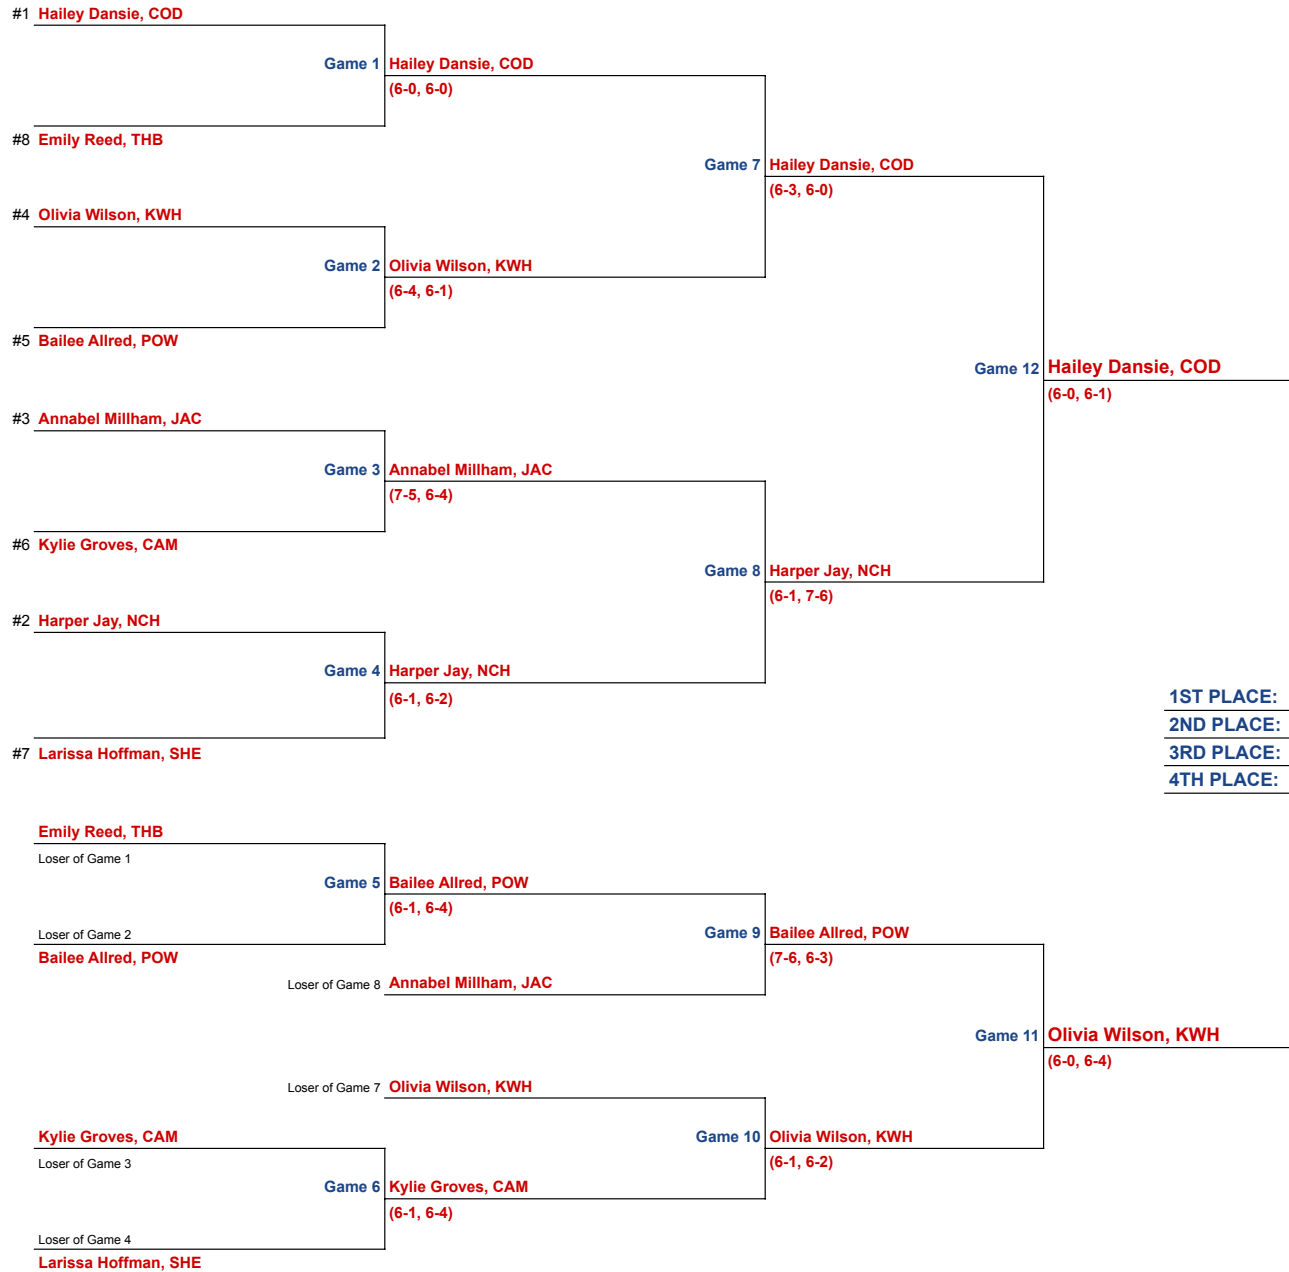 #1 Hailey Dansie, COD
Game 1 Hailey Dansie, COD
(6-0, 6-0)
#8 Emily Reed, THB
Game 7 Hailey Dansie, COD
(6-3, 6-0)
#4 Olivia Wilson, KWH
Game 2 Olivia Wilson, KWH
(6-4, 6-1)
#5 Bailee Allred, POW
Game 12 Hailey Dansie, COD
(6-0, 6-1)
#3 Annabel Millham, JAC
Game 3 Annabel Millham, JAC
(7-5, 6-4)
#6 Kylie Groves, CAM
Game 8 Harper Jay, NCH
(6-1, 7-6)
#2 Harper Jay, NCH
Game 4 Harper Jay, NCH
(6-1, 6-2)
#7 Larissa Hoffman, SHE
1ST PLACE:
2ND PLACE:
3RD PLACE:
4TH PLACE:
Emily Reed, THB
Loser of Game 1
Game 5 Bailee Allred, POW
(6-1, 6-4)
Loser of Game 2
Bailee Allred, POW
Game 9 Bailee Allred, POW
(7-6, 6-3)
Loser of Game 8 Annabel Millham, JAC
Game 11 Olivia Wilson, KWH
(6-0, 6-4)
Loser of Game 7 Olivia Wilson, KWH
Kylie Groves, CAM
Loser of Game 3
Game 10 Olivia Wilson, KWH
(6-1, 6-2)
Game 6 Kylie Groves, CAM
(6-1, 6-4)
Loser of Game 4
Larissa Hoffman, SHE